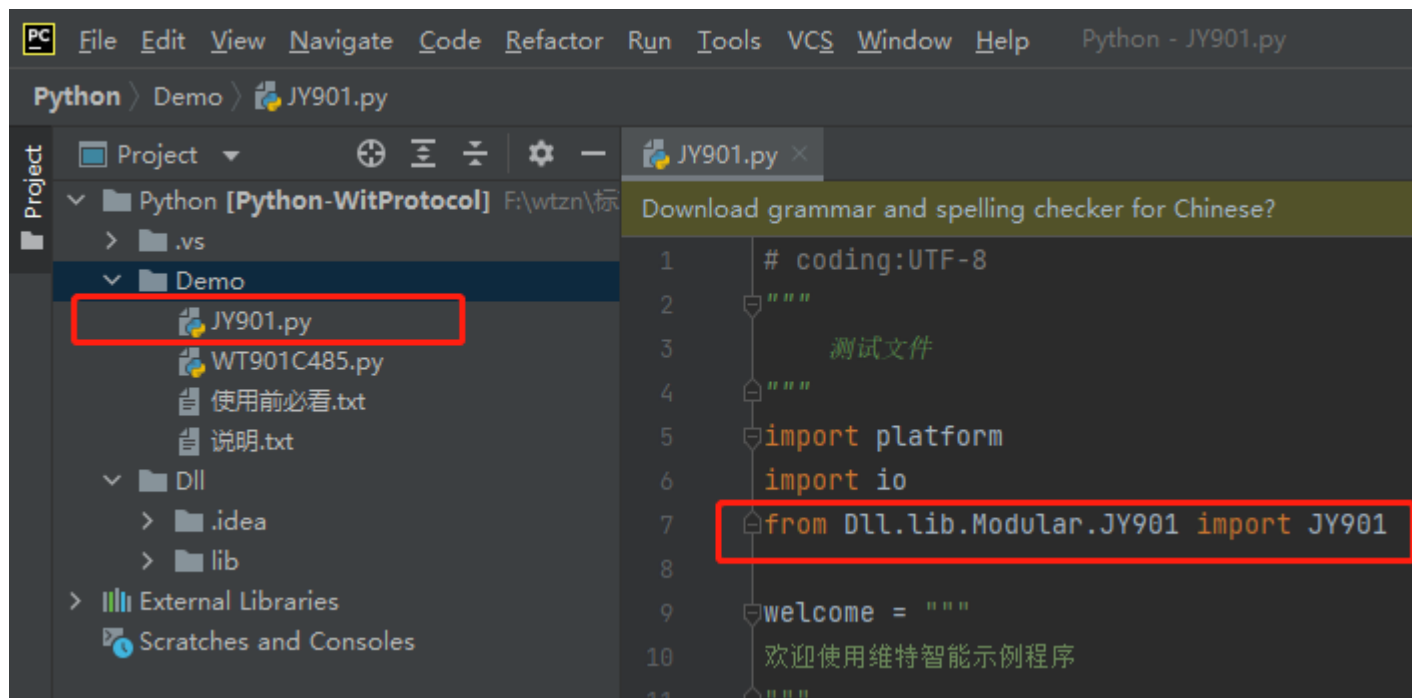 PC File Edit View Navigate Code Refactor Run Tools VCS Window Help Python - JY901.py
Python 〉 Demo 〉 JY901.py
Project
Project
Python [Python-WitProtocol] F:\wtzn\标
.vs
Demo
JY901.py
WT901C485.py
使用前必看.txt
说明.txt
Dll
.idea
lib
External Libraries
Scratches and Consoles
JY901.py ×
Download grammar and spelling checker for Chinese?
1 # coding:UTF-8
2 """
3 测试文件
4 """
5 import platform
6 import io
7 from Dll.lib.Modular.JY901 import JY901
8
9 welcome = """
10 欢迎使用维特智能示例程序
11 """